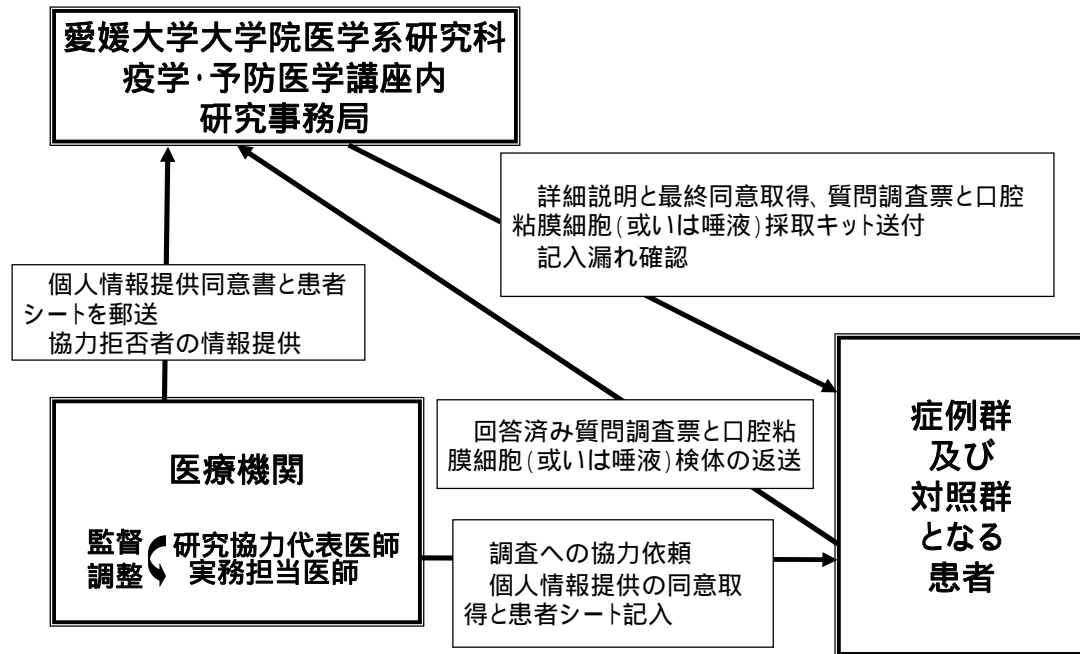 愛媛大学大学院医学系研究科
疫学・予防医学講座内
研究事務局
詳細説明と最終同意取得、質問調査票と口腔
粘膜細胞(或いは唾液)採取キット送付
記入漏れ確認
個人情報提供同意書と患者
シートを郵送
協力拒否者の情報提供
回答済み質問調査票と口腔粘
膜細胞(或いは唾液)検体の返送
症例群
及び
対照群
となる
患者
医療機関
監督
調整
研究協力代表医師
実務担当医師
調査への協力依頼
個人情報提供の同意取
得と患者シート記入